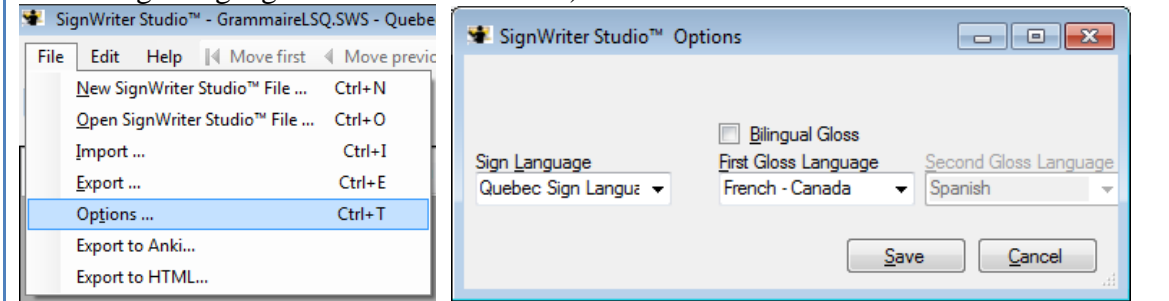 SignWriter Studio™ - GrammaireLSQ.SWS - Quebe
File Edit Help Move first Move previc
New SignWriter Studio™ File ... Ctrl+N
Open SignWriter Studio™ File ... Ctrl+O
Import ... Ctrl+I
Export ... Ctrl+E
Options ... Ctrl+T
Export to Anki...
Export to HTML...
SignWriter Studio™ Options
Bilingual Gloss
Sign Language First Gloss Language Second Gloss Language
Quebec Sign Langua French - Canada Spanish
Save Cancel